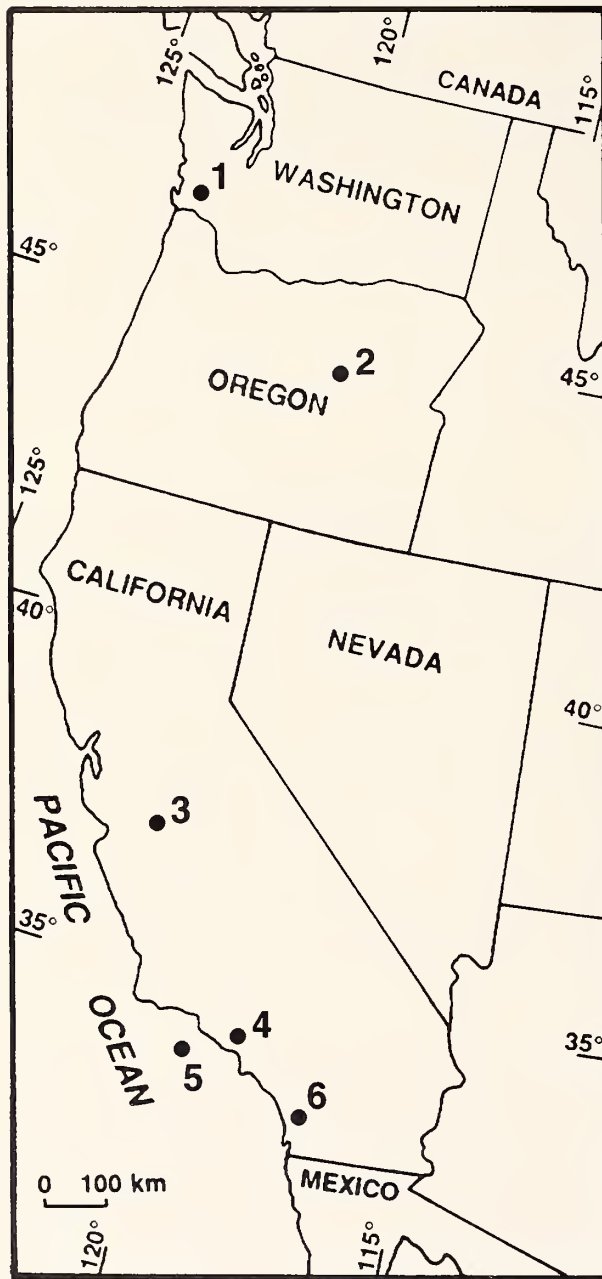 125°
120°
CANADA
115°
1
WASHINGTON
45°
2
OREGON
45°
125°
CALIFORNIA
40°
NEVADA
40°
3
PACIFIC
OCEAN
35°
4
5
35°
6
0 100 km
MEXICO
120°
115°